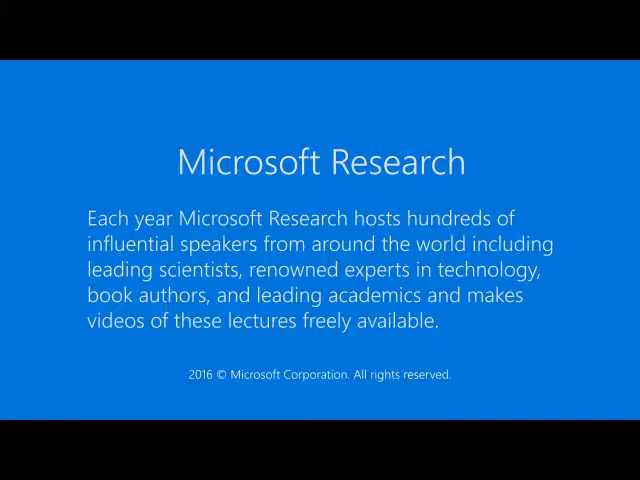 Microsoft Research
Each year Microsoft Research hosts hundreds of
influential speakers from around the world including
leading scientists, renowned experts in technology,
book authors, and leading academics and makes
videos of these lectures freely available.
2016 © Microsoft Corporation. All rights reserved.